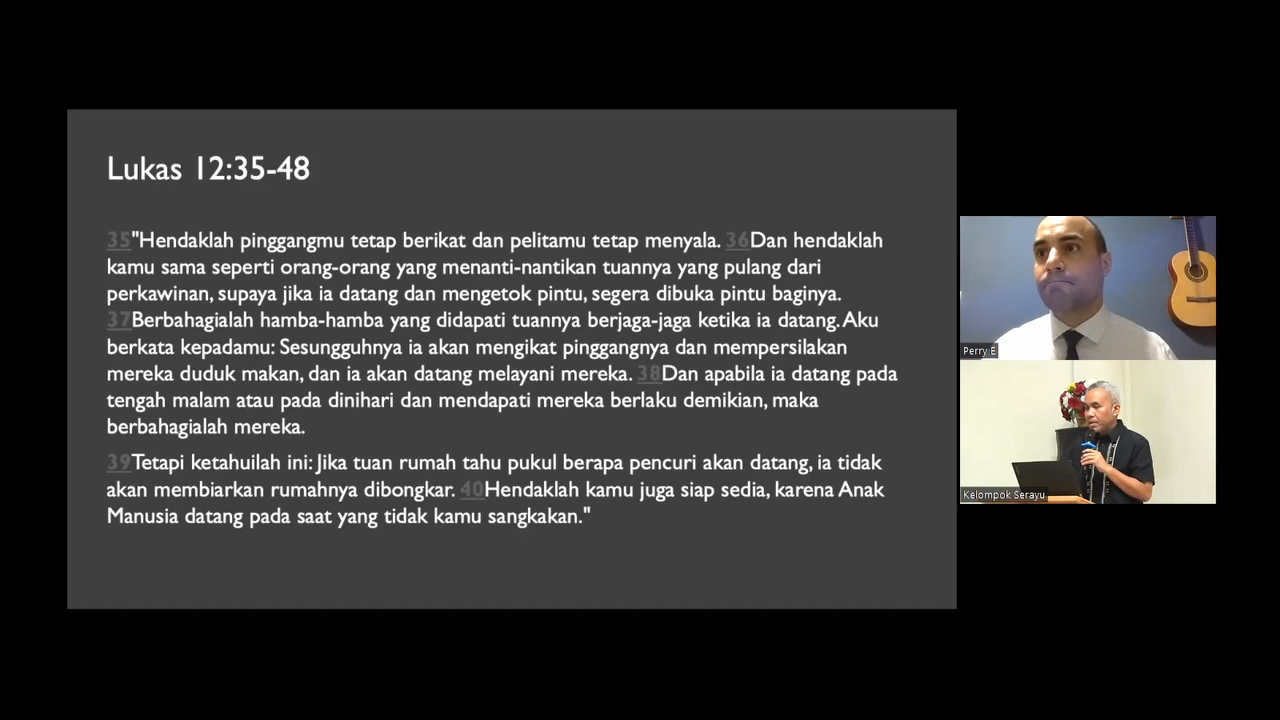 Lukas 12:35-48
35"Hendaklah pinggangmu tetap berikat dan pelitamu tetap menyala. 36Dan hendaklah
kamu sama seperti orang-orang yang menanti-nantikan tuannya yang pulang dari
perkawinan, supaya jika ia datang dan mengetok pintu, segera dibuka pintu baginya.
37Berbahagialah hamba-hamba yang didapati tuannya berjaga-jaga ketika ia datang. Aku
berkata kepadamu: Sesungguhnya ia akan mengikat pinggangnya dan mempersilakan
mereka duduk makan, dan ia akan datang melayani mereka. 38Dan apabila ia datang pada
tengah malam atau pada dinihari dan mendapati mereka berlaku demikian, maka
berbahagialah mereka.
39Tetapi ketahuilah ini: Jika tuan rumah tahu pukul berapa pencuri akan datang, ia tidak
akan membiarkan rumahnya dibongkar. 40Hendaklah kamu juga siap sedia, karena Anak
Manusia datang pada saat yang tidak kamu sangkakan."
Perry E
Kelompok Serayu